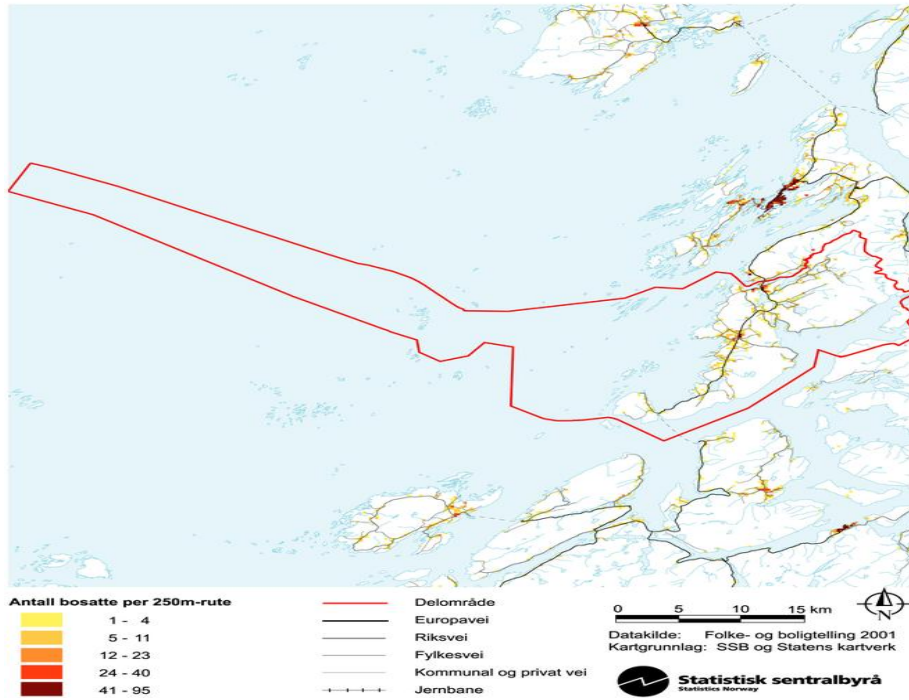 Antall bosatte per 250m-rute
1 - 4
5 - 11
12 - 23
24 - 40
41 - 95
Delområde
Europavei
Riksvei
Fylkesvei
Kommunal og privat vei
Jernbane
0 5 10 15 km
N
Datakilde: Folke- og boligtelling 2001
Kartgrunnlag: SSB og Statens kartverk
Statistisk sentralbyrå
Statistics Norway